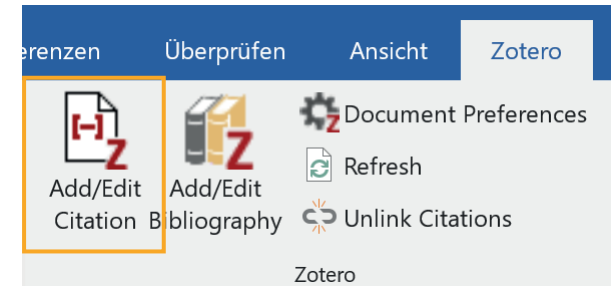 erenzen Überprüfen Ansicht Zotero
Add/Edit
Citation
Add/Edit
Bibliography
Document Preferences
Refresh
Unlink Citations
Zotero